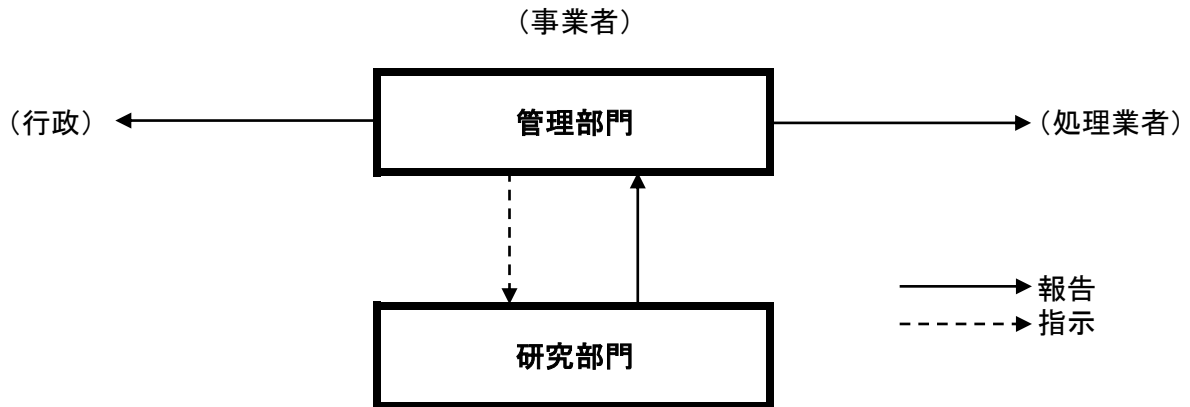 （事業者）
（行政）
管理部門
（処理業者）
報告
指示
研究部門